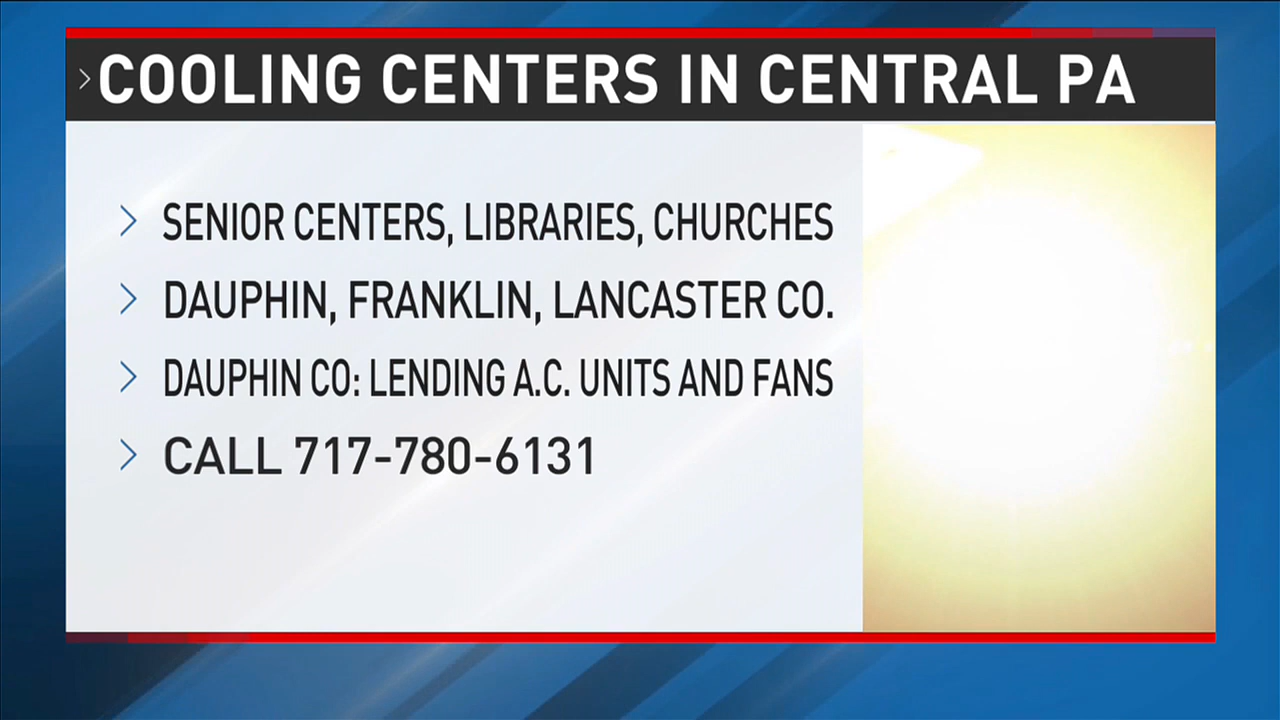 COOLING CENTERS IN CENTRAL PA
SENIOR CENTERS, LIBRARIES, CHURCHES
DAUPHIN, FRANKLIN, LANCASTER CO.
DAUPHIN CO: LENDING A.C. UNITS AND FANS
CALL 717-780-6131